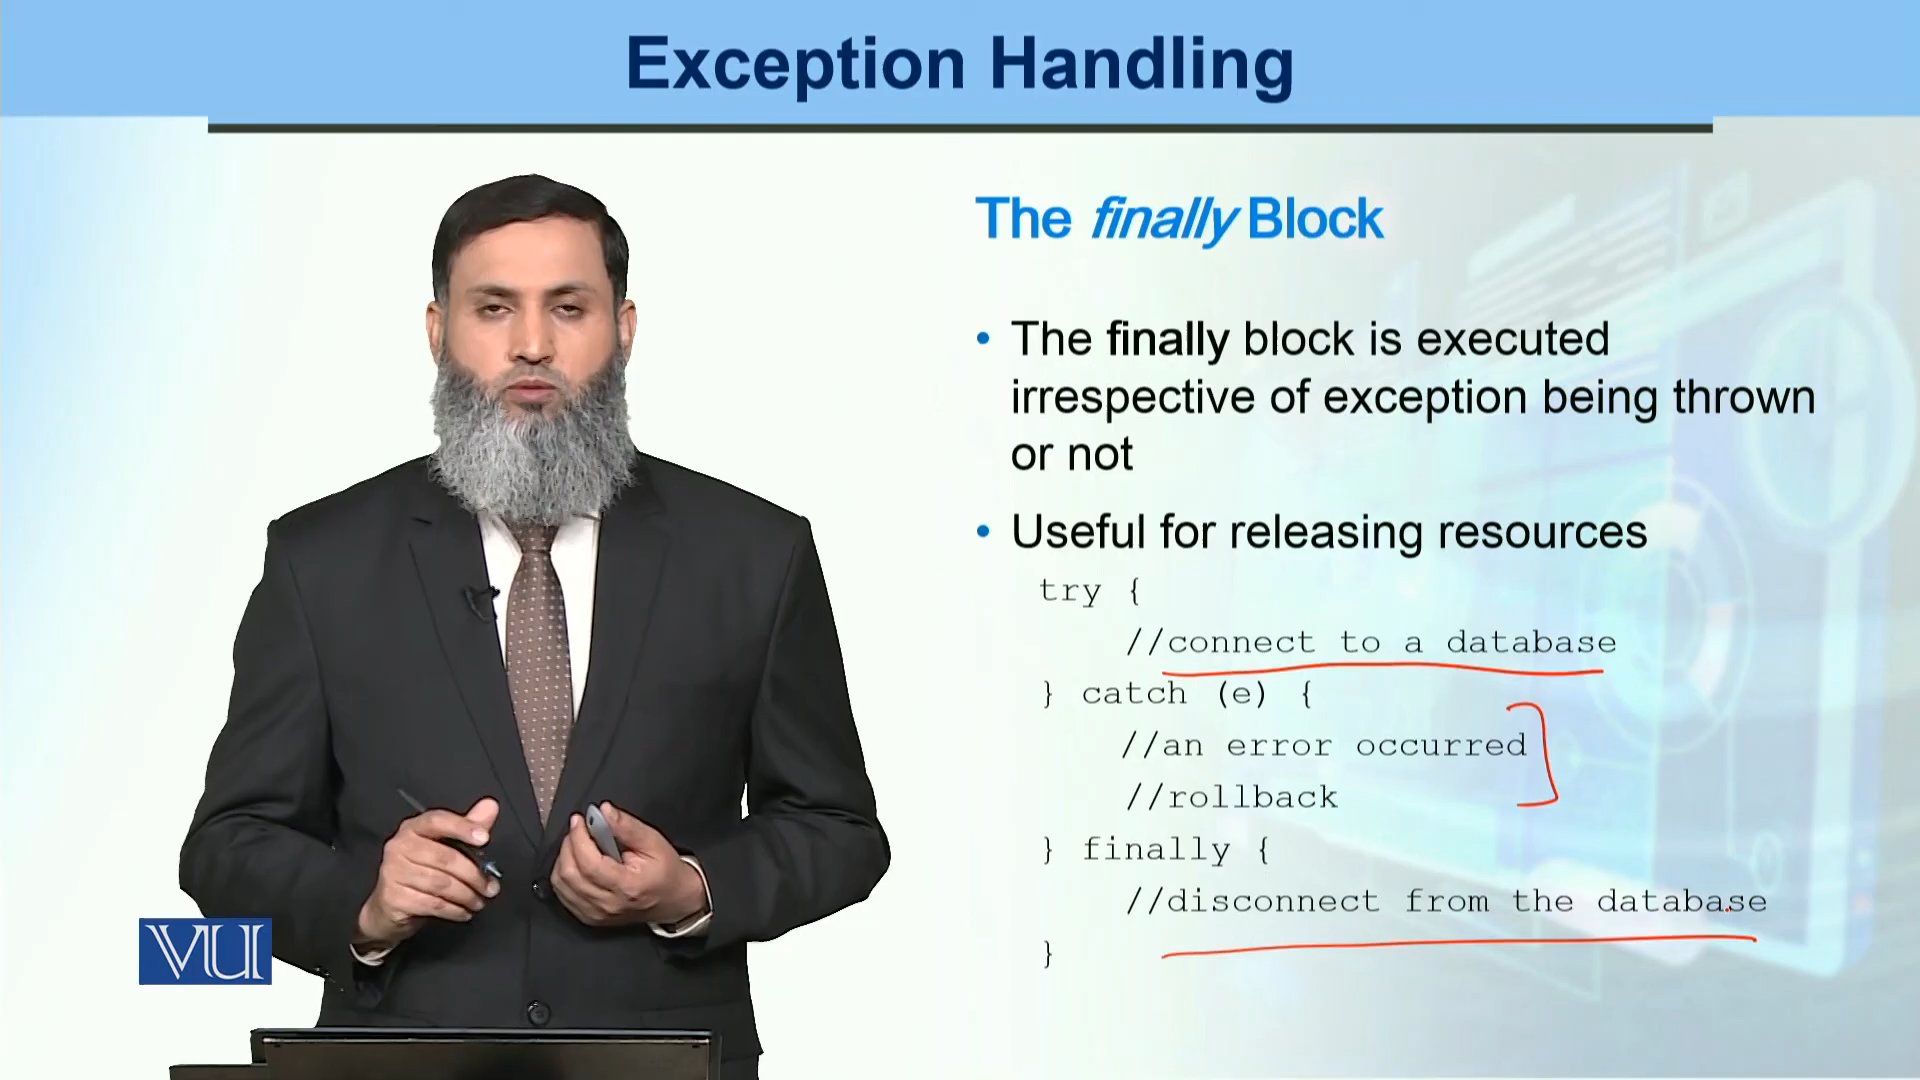 Exception Handling
The finally Block
• The finally block is executed
irrespective of exception being thrown
or not
• Useful for releasing resources
try {
//connect to a database
} catch (e) {
//an error occurred
//rollback
} finally {
//disconnect from the database
}
VU